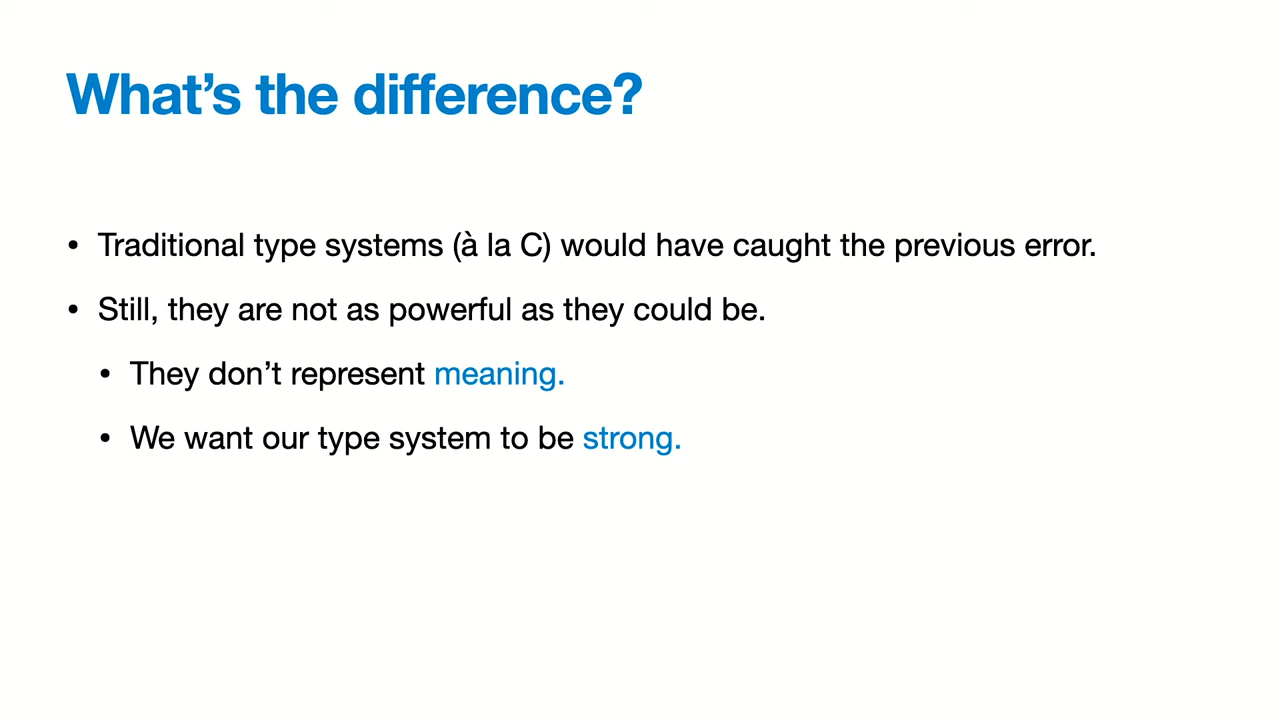 What’s the difference?
• Traditional type systems (à la C) would have caught the previous error.
• Still, they are not as powerful as they could be.
• They don’t represent meaning.
• We want our type system to be strong.